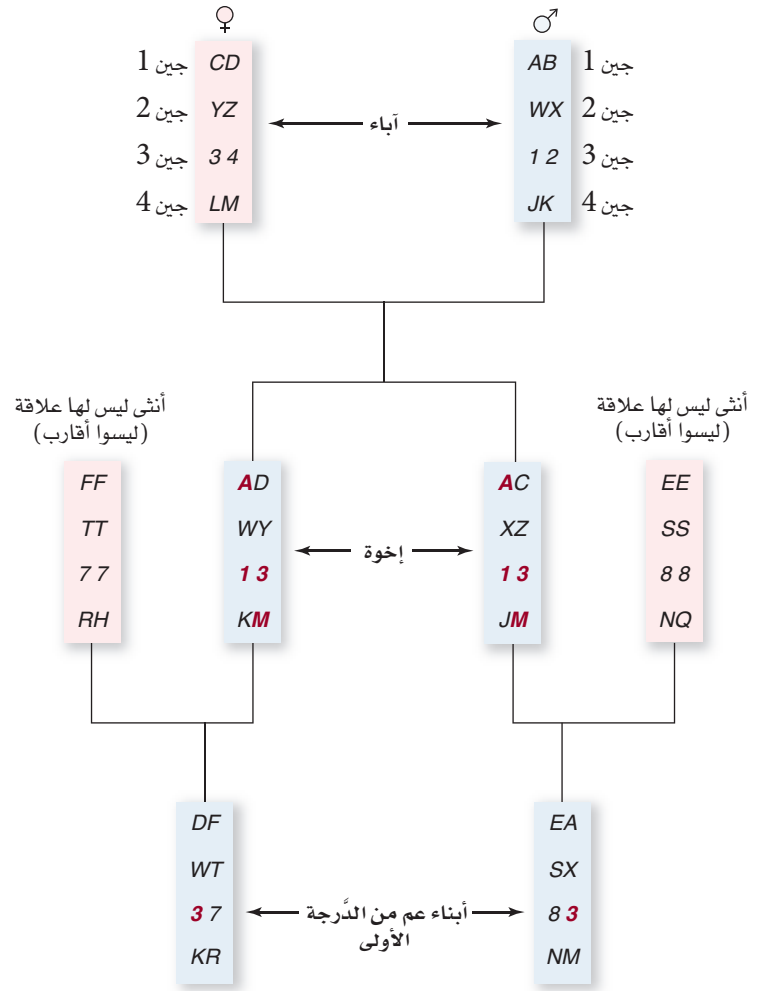 ♀ ♂
جين 1 CD AB جين 1
جين 2 YZ WX جين 2
آباء
جين 3 3 4 1 2 جين 3
جين 4 LM JK جين 4
أنثى ليس لها علاقة
(ليسوا أقارب)
أنثى ليس لها علاقة
(ليسوا أقارب)
FF AD AC EE
TT WY XZ SS
إخوة
7 7 1 3 1 3 8 8
RH KM JM NQ
DF EA
WT SX
3 7 8 3
أبناء عم من الدَّرجة
الأولى
KR NM